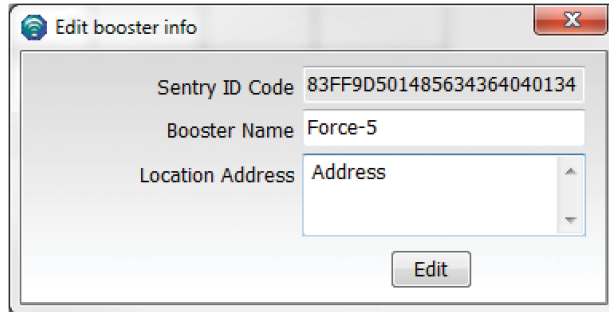 Edit booster info
Sentry ID Code 83FF9D501485634364040134
Booster Name Force-5
Location Address Address
Edit